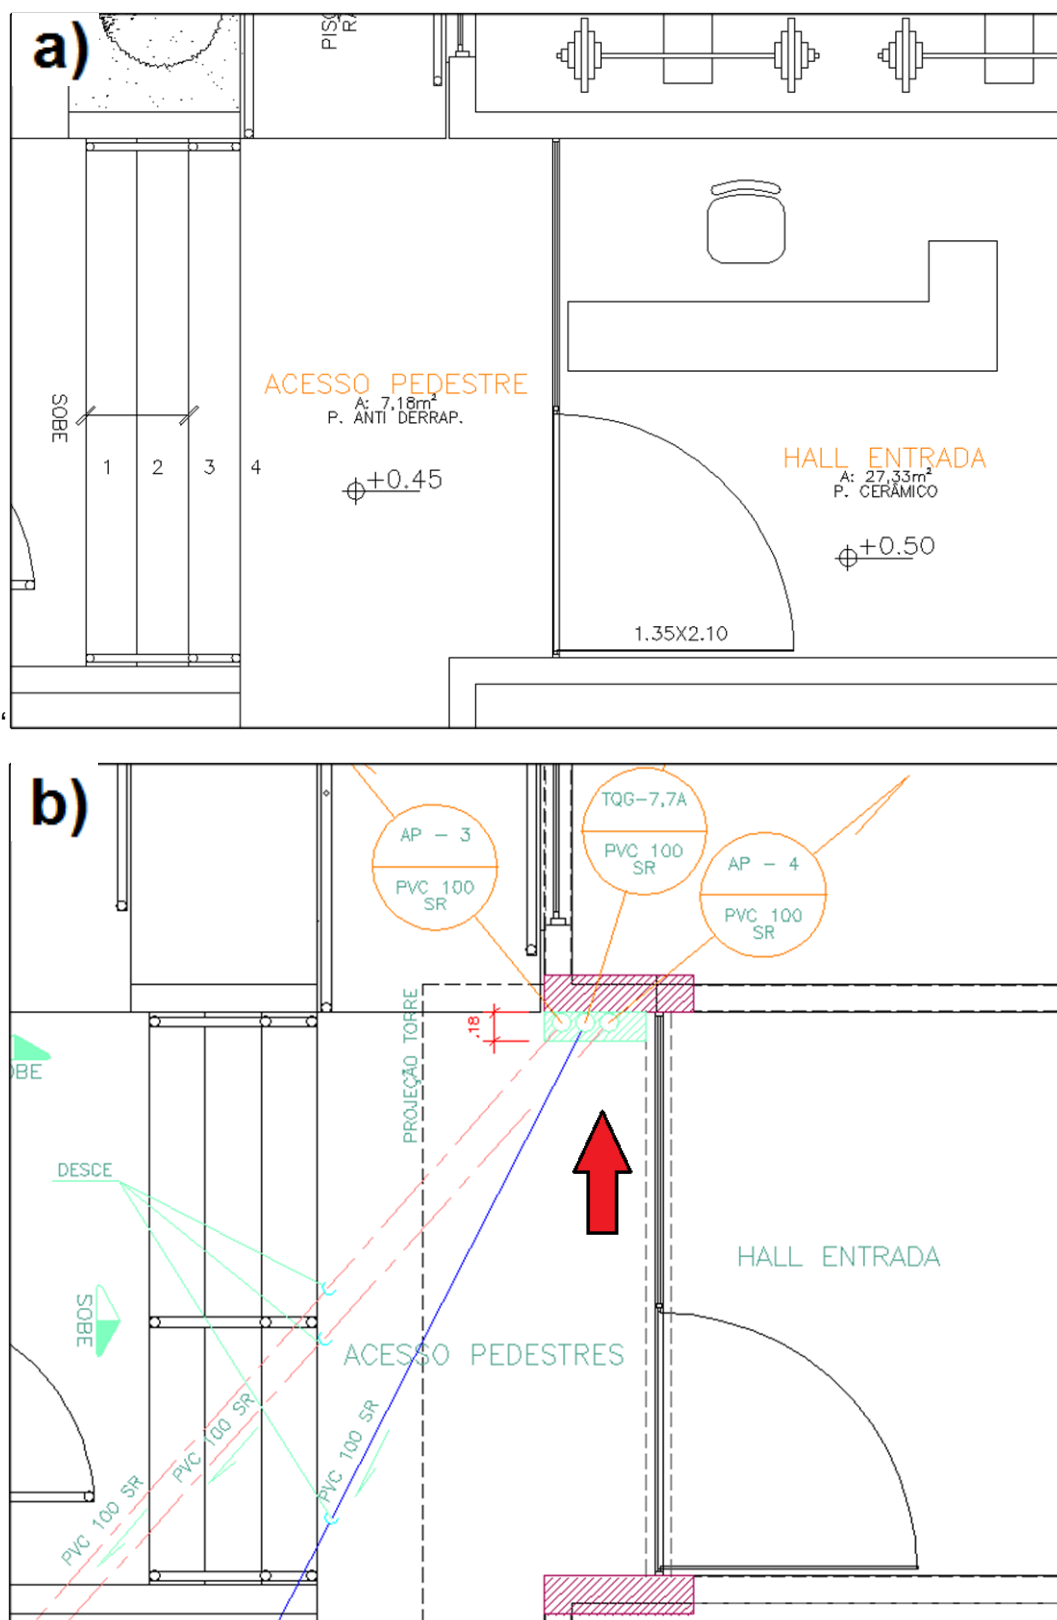 a)
PISO
ACESSO PEDESTRE
A: 7,18m²
P. ANTI DERRAP.
SOBE
1 2 3 4
+0.45
HALL ENTRADA
A: 27,33m²
P. CERÂMICO
+0.50
1.35X2.10
b)
TQG-7,7A
PVC 100
SR
AP - 3
PVC 100
SR
AP - 4
PVC 100
SR
PROJEÇÃO TORRE
,18
OBE
DESCE
SOBE
HALL ENTRADA
ACESSO PEDESTRES
PVC 100 SR
PVC 100 SR
PVC 100 SR